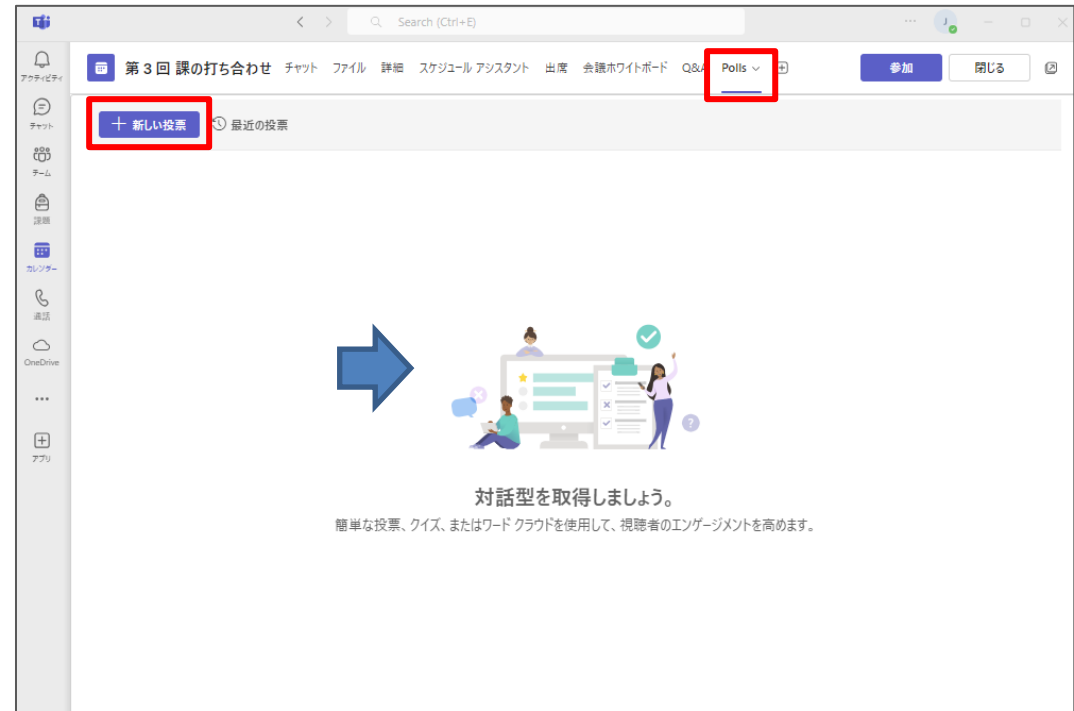 Search (Ctrl+E)
J
アクティビティ
チャット
チーム
課題
カレンダー
通話
OneDrive
アプリ
第 3 回 課の打ち合わせ チャット ファイル 詳細 スケジュール アシスタント 出席 会議ホワイトボード Q&A Polls 参加 閉じる
新しい投票 最近の投票
対話型を取得しましょう。
簡単な投票、クイズ、またはワード クラウドを使用して、視聴者のエンゲージメントを高めます。